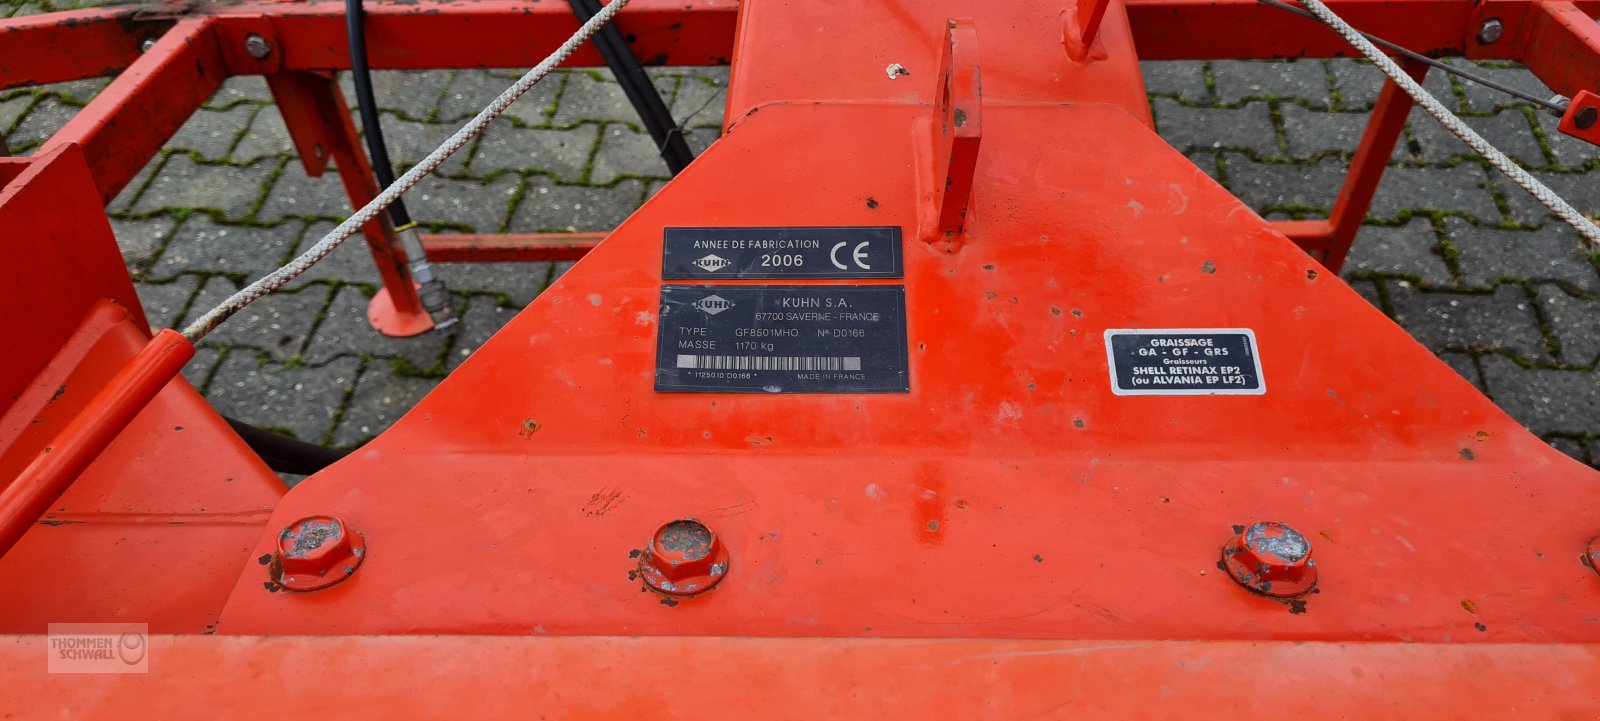 ANNEE DE FABRICATION
KUHN 2006 CE
KUHN KUHN S.A.
67700 SAVERNE - FRANCE
TYPE GF8501MHO N° D0166
MASSE 1170 kg
* 1125010 D0166 * MADE IN FRANCE
GRAISSAGE
GA - GF - GRS
Graisseurs
SHELL RETINAX EP2
(ou ALVANIA EP LF2)
THOMMEN
SCHWALL